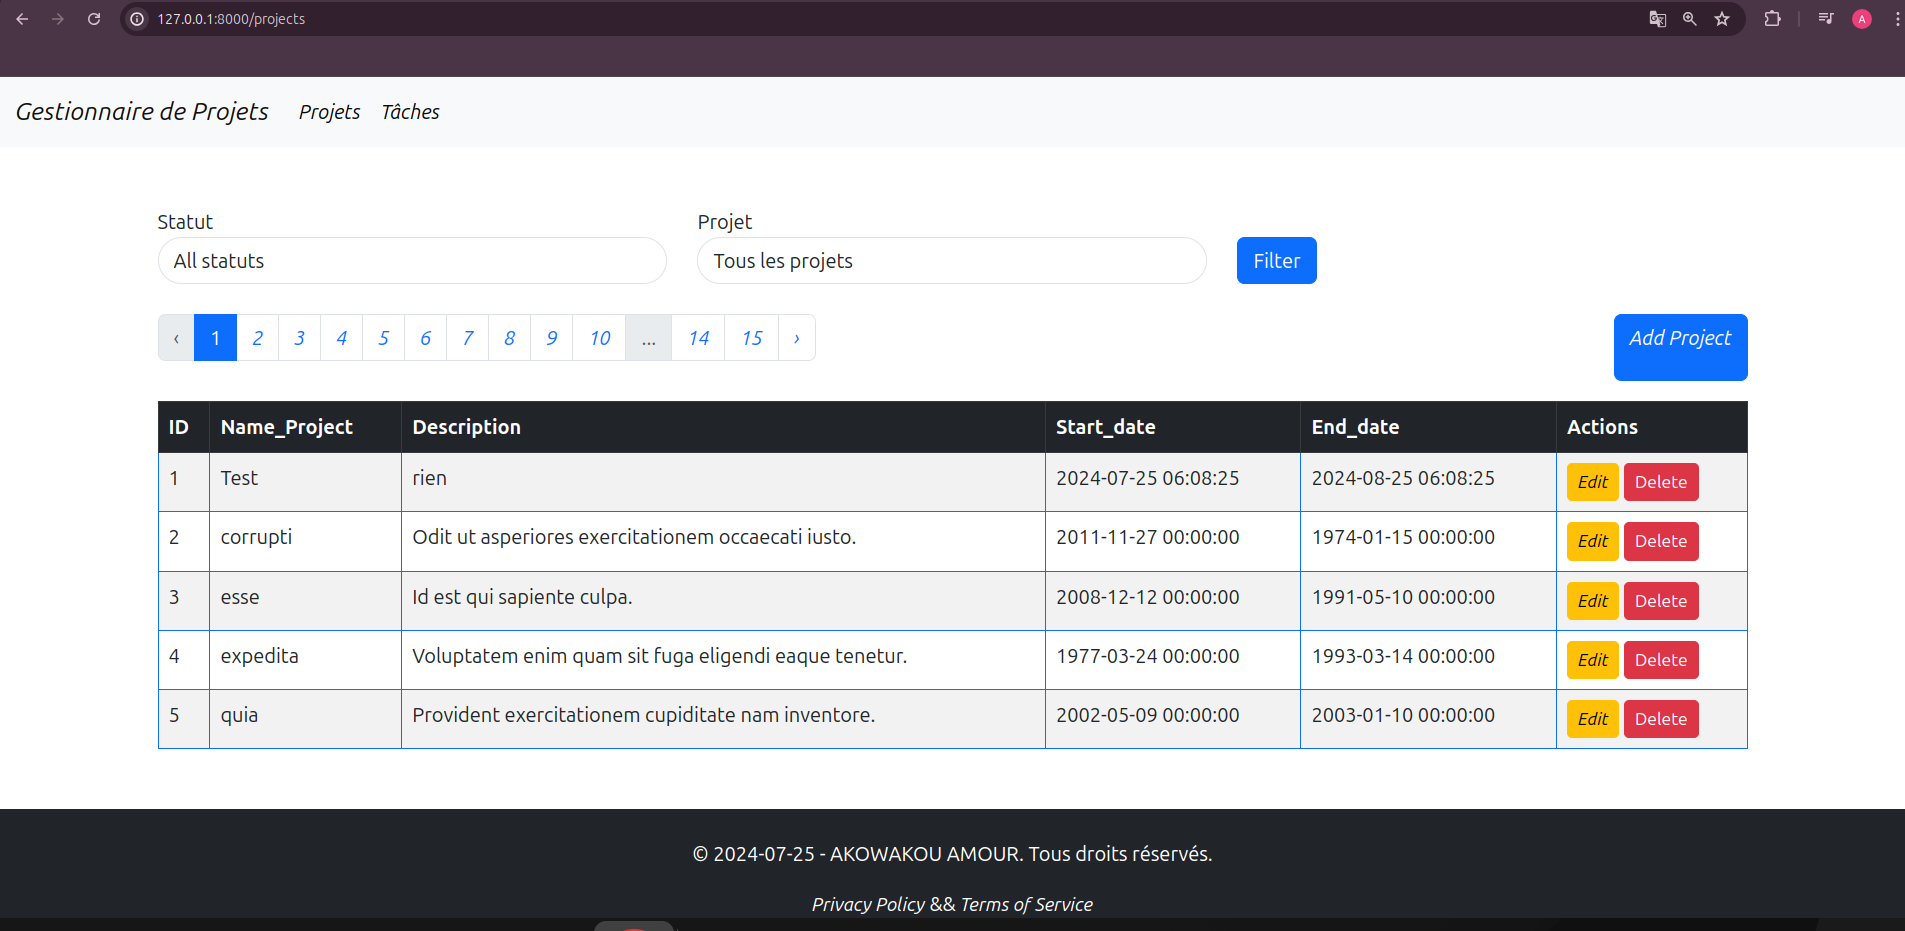 127.0.0.1:8000/projects
A
Gestionnaire de Projets Projets Tâches
Statut Projet
All statuts Tous les projets Filter
‹ 1 2 3 4 5 6 7 8 9 10 ... 14 15 › Add Project
ID Name_Project Description Start_date End_date Actions
1 Test rien 2024-07-25 06:08:25 2024-08-25 06:08:25 Edit Delete
2 corrupti Odit ut asperiores exercitationem occaecati iusto. 2011-11-27 00:00:00 1974-01-15 00:00:00 Edit Delete
3 esse Id est qui sapiente culpa. 2008-12-12 00:00:00 1991-05-10 00:00:00 Edit Delete
4 expedita Voluptatem enim quam sit fuga eligendi eaque tenetur. 1977-03-24 00:00:00 1993-03-14 00:00:00 Edit Delete
5 quia Provident exercitationem cupiditate nam inventore. 2002-05-09 00:00:00 2003-01-10 00:00:00 Edit Delete
© 2024-07-25 - AKOWAKOU AMOUR. Tous droits réservés.
Privacy Policy && Terms of Service